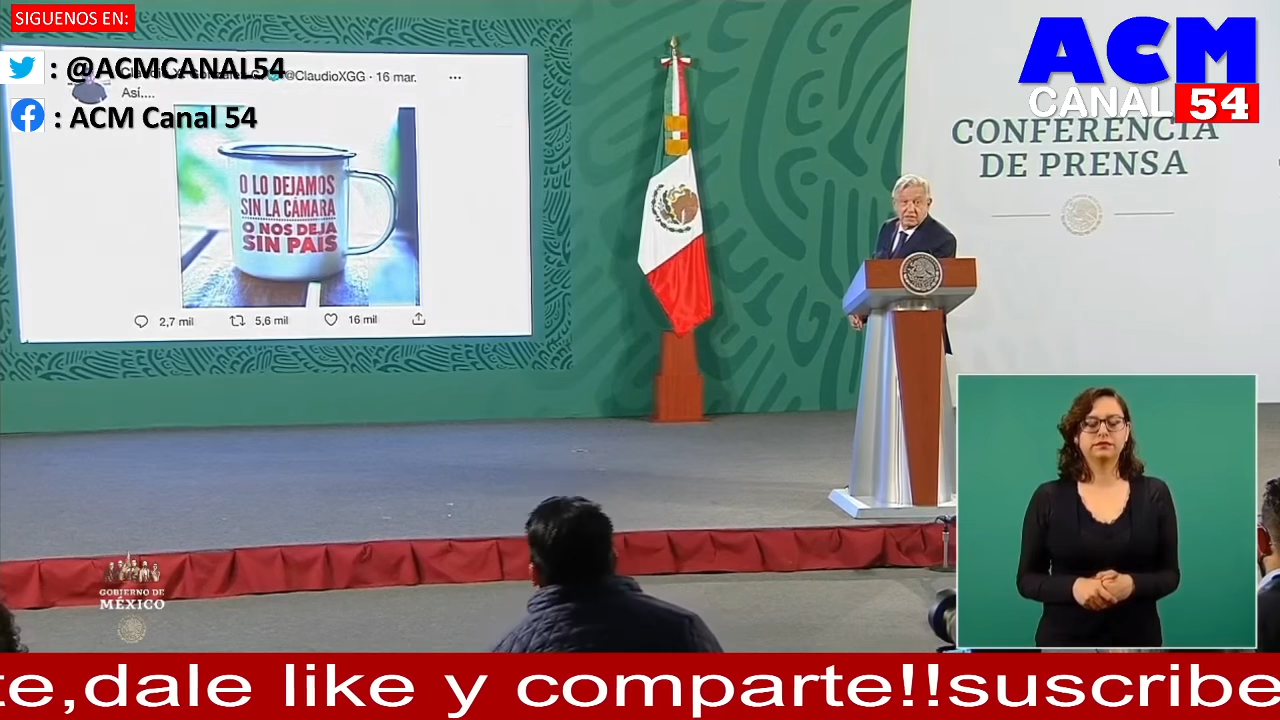 SIGUENOS EN:
: @ACMCANAL54
@ClaudioXGG · 16 mar.
Así,...
: ACM Canal 54
O LO DEJAMOS
SIN LA CÁMARA
O NOS DEJA
SIN PAÍS
2,7 mil
5,6 mil
16 mil
ACM
CANAL 54
CONFERENCIA
DE PRENSA
GOBIERNO DE
MÉXICO
te,dale like y comparte!!suscribe